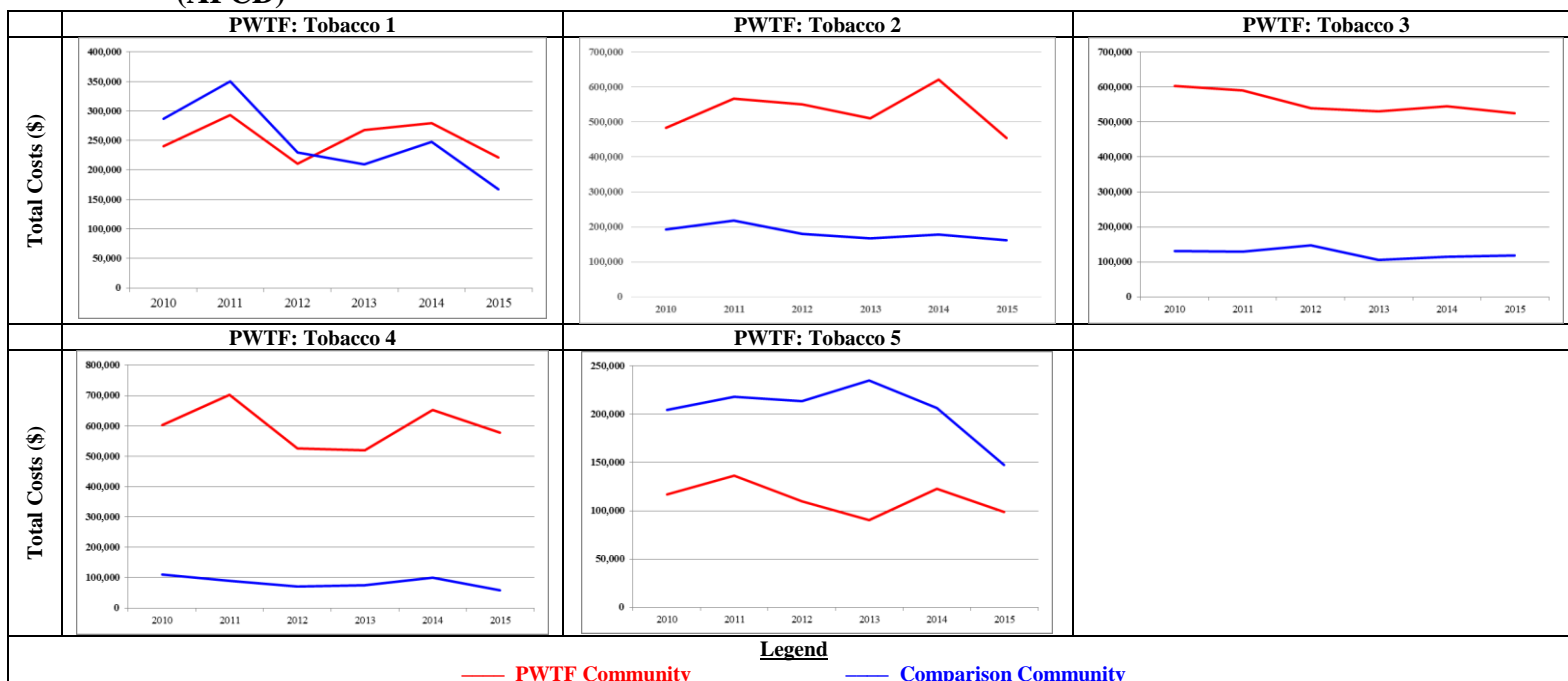 (APCD)
PWTF: Tobacco 1
PWTF: Tobacco 2
PWTF: Tobacco 3
Total Costs ($)
400,000
350,000
300,000
250,000
200,000
150,000
100,000
50,000
0
2010 2011 2012 2013 2014 2015
700,000
600,000
500,000
400,000
300,000
200,000
100,000
0
2010 2011 2012 2013 2014 2015
700,000
600,000
500,000
400,000
300,000
200,000
100,000
0
2010 2011 2012 2013 2014 2015
PWTF: Tobacco 4
PWTF: Tobacco 5
Total Costs ($)
800,000
700,000
600,000
500,000
400,000
300,000
200,000
100,000
0
2010 2011 2012 2013 2014 2015
250,000
200,000
150,000
100,000
50,000
0
2010 2011 2012 2013 2014 2015
Legend
PWTF Community
Comparison Community